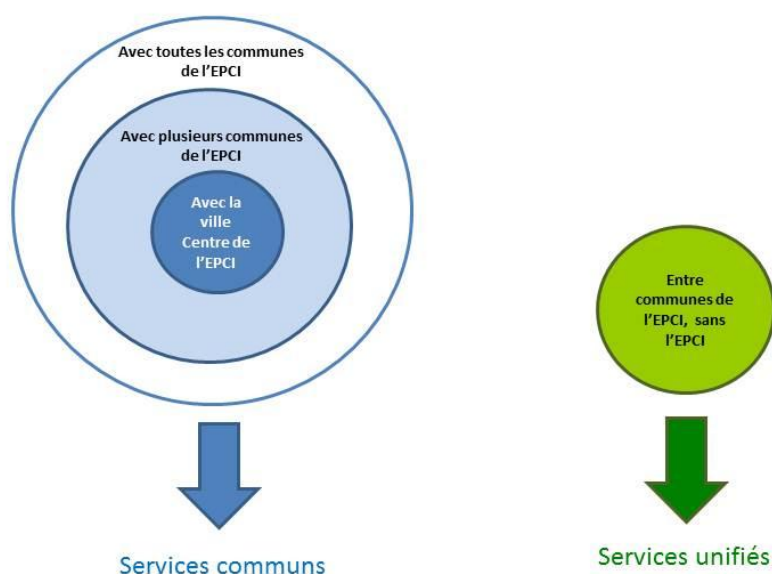 Avec toutes les communes
de l'EPCI
Avec plusieurs communes
de l'EPCI
Avec la
ville
Centre de
l'EPCI
Services communs
Entre
communes de
l'EPCI, sans
l'EPCI
Services unifiés